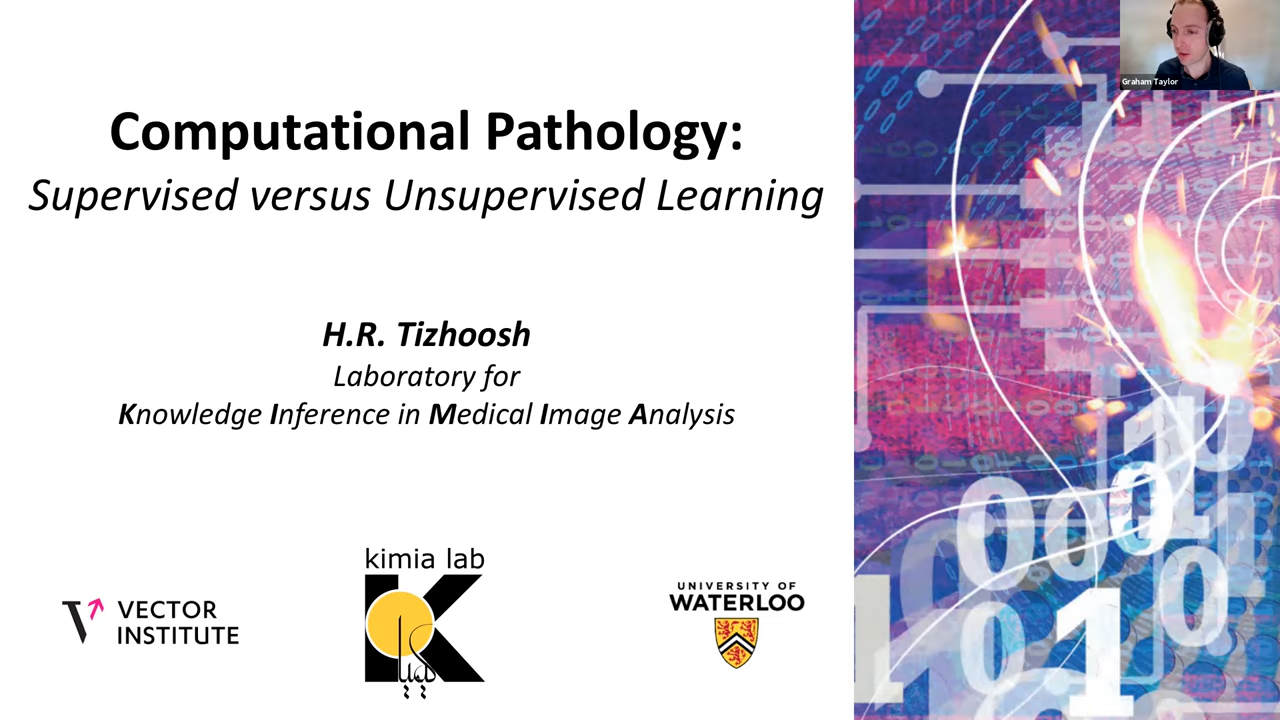 Computational Pathology:
Supervised versus Unsupervised Learning
H.R. Tizhoosh
Laboratory for
Knowledge Inference in Medical Image Analysis
kimia lab
VECTOR
INSTITUTE
UNIVERSITY OF
WATERLOO
Graham Taylor